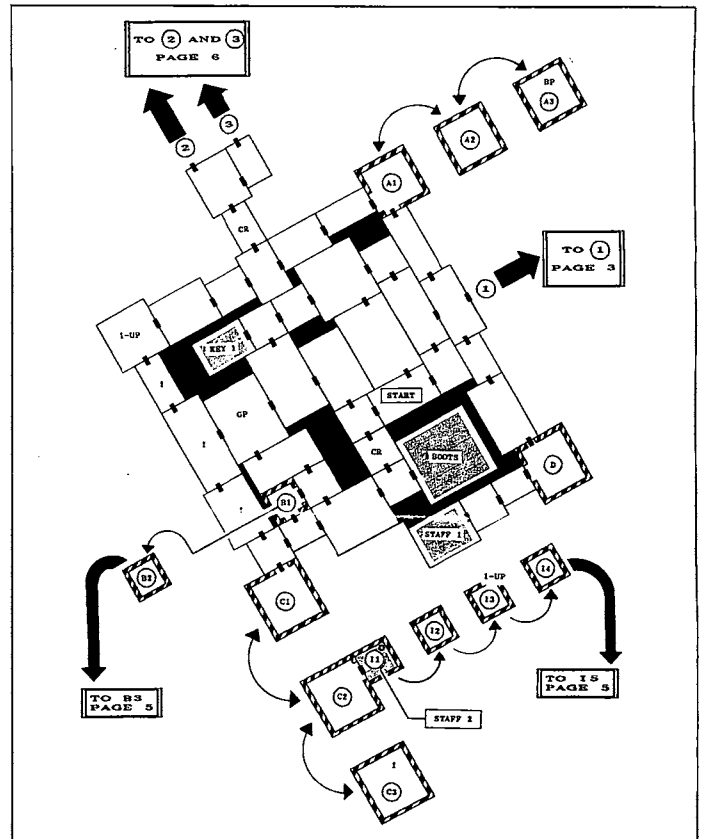 TO ② AND ③
PAGE 6
②
③
BP
A3
A2
A1
CR
TO ①
PAGE 3
①
1-UP
KEY 1
!
START
GP
!
CR
BOOTS
D
!
B1
STAFF 1
B2
C1
1-UP
I4
I3
I2
I1
TO B3
PAGE 5
C2
TO I5
PAGE 5
STAFF 2
!
C3